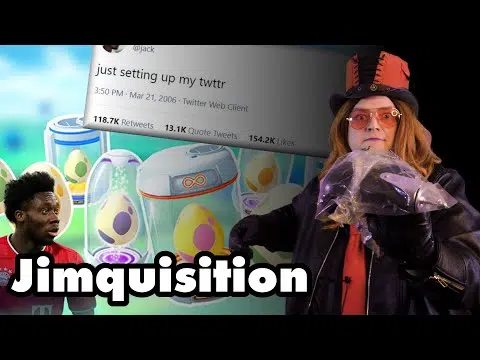 @jack
just setting up my twttr
3:50 PM · Mar 21, 2006 · Twitter Web Client
118.7K Retweets 13.1K Quote Tweets 154.2K Likes
Jimquisition